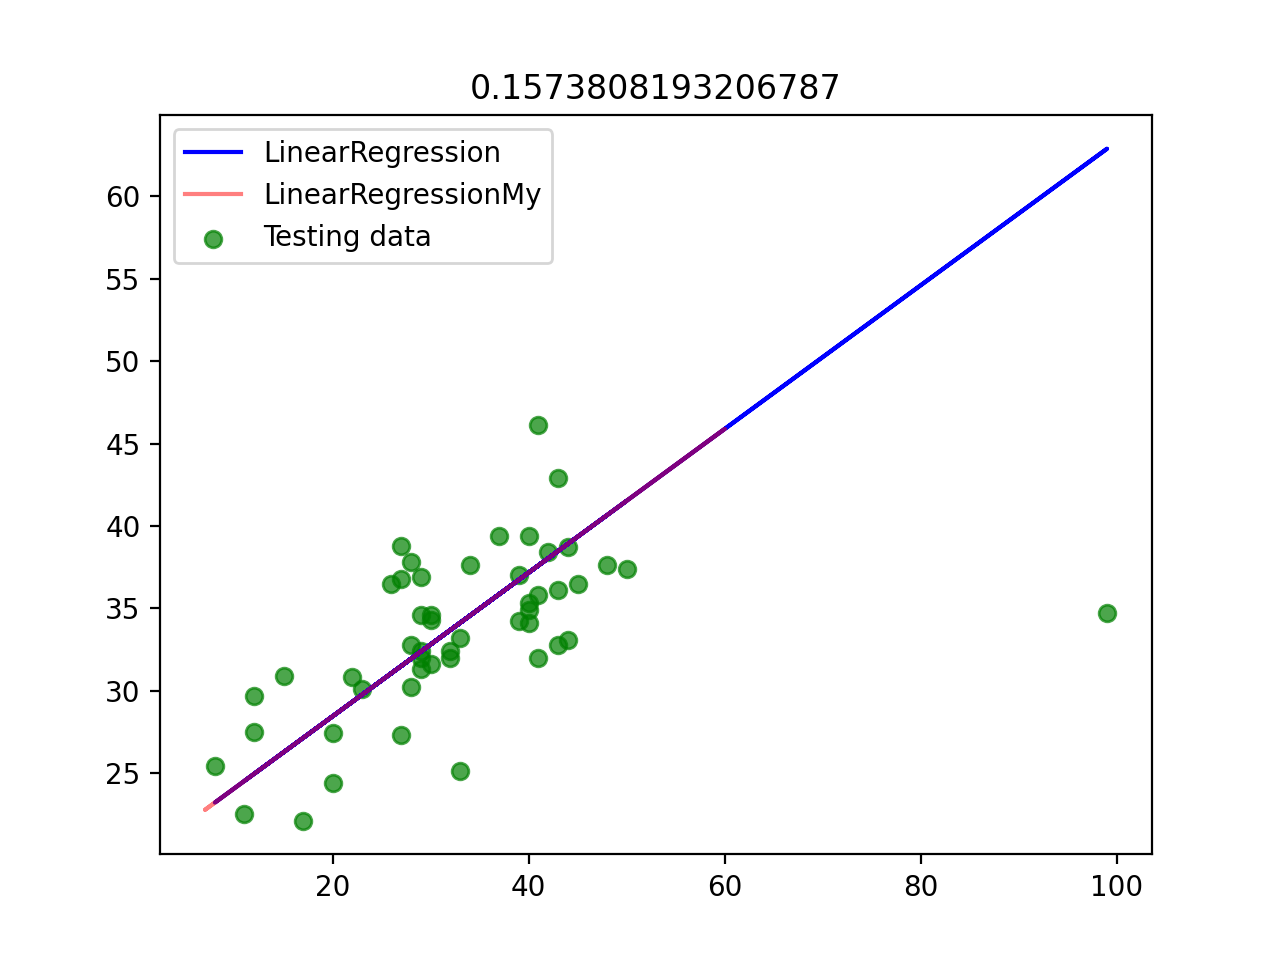 0.1573808193206787
LinearRegression
LinearRegressionMy
Testing data
60
55
50
45
40
35
30
25
20 40 60 80 100